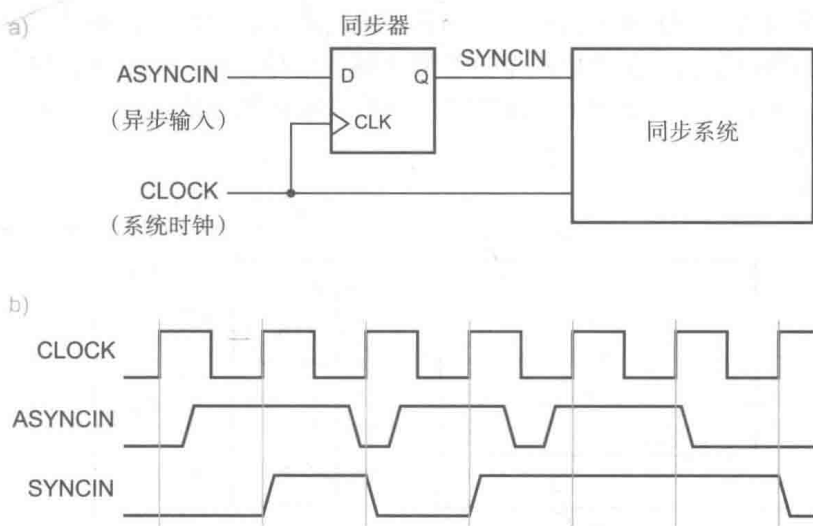 a)
同步器
ASYNCIN
D
Q
SYNCIN
(异步输入)
CLK
同步系统
CLOCK
(系统时钟)
b)
CLOCK
ASYNCIN
SYNCIN